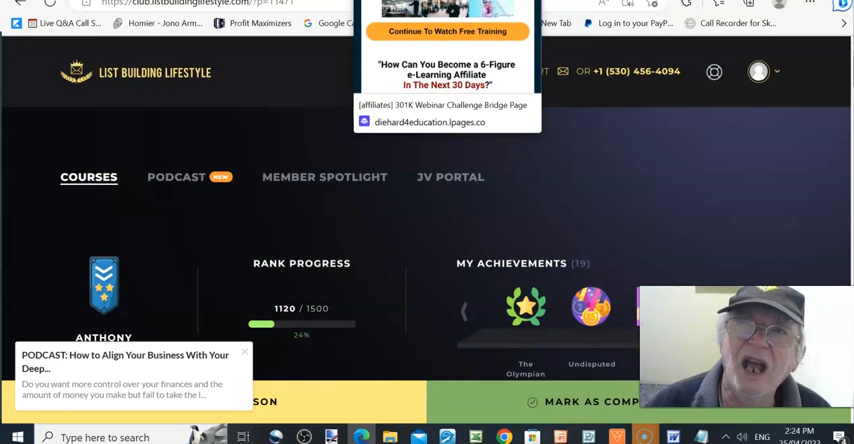 https://club.listbuildinglifestyle.com/?p=11471
Live Q&A Call S...
Homier - Jono Arm...
Profit Maximizers
Google
New Tab
Log in to your PayP...
Call Recorder for Sk...
Continue To Watch Free Training
"How Can You Become a 6-Figure
e-Learning Affiliate
In The Next 30 Days?"
[affiliates] 301K Webinar Challenge Bridge Page
diehard4education.lpages.co
LIST BUILDING LIFESTYLE
OR +1 (530) 456-4094
COURSES
PODCAST NEW
MEMBER SPOTLIGHT
JV PORTAL
RANK PROGRESS
MY ACHIEVEMENTS (19)
1120 / 1500
24%
ANTHONY
The
Olympian
Undisputed
PODCAST: How to Align Your Business With Your
Deep...
Do you want more control over your finances and the
amount of money you make but fail to take the l...
SON
MARK AS COMP
Type here to search
ENG
2:24 PM
25/04/2023